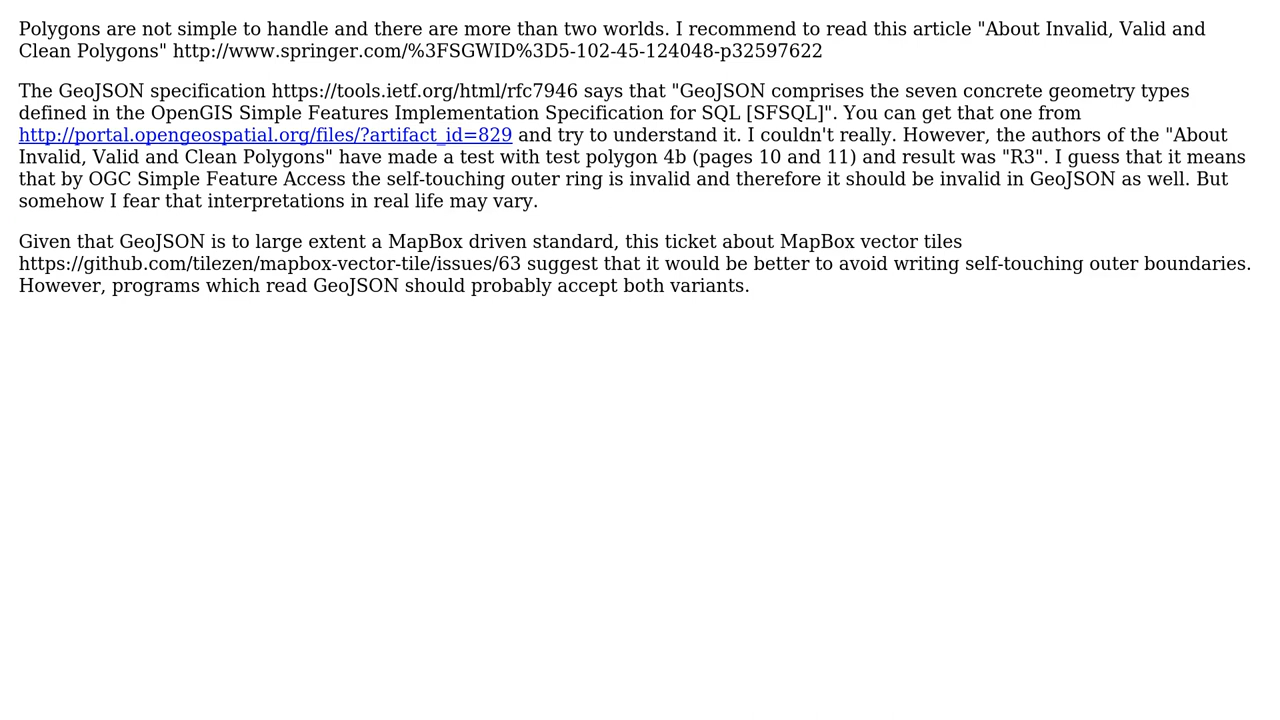 Polygons are not simple to handle and there are more than two worlds. I recommend to read this article "About Invalid, Valid and
Clean Polygons" http://www.springer.com/%3FSGWID%3D5-102-45-124048-p32597622
The GeoJSON specification https://tools.ietf.org/html/rfc7946 says that "GeoJSON comprises the seven concrete geometry types
defined in the OpenGIS Simple Features Implementation Specification for SQL [SFSQL]". You can get that one from
http://portal.opengeospatial.org/files/?artifact_id=829 and try to understand it. I couldn't really. However, the authors of the "About
Invalid, Valid and Clean Polygons" have made a test with test polygon 4b (pages 10 and 11) and result was "R3". I guess that it means
that by OGC Simple Feature Access the self-touching outer ring is invalid and therefore it should be invalid in GeoJSON as well. But
somehow I fear that interpretations in real life may vary.
Given that GeoJSON is to large extent a MapBox driven standard, this ticket about MapBox vector tiles
https://github.com/tilezen/mapbox-vector-tile/issues/63 suggest that it would be better to avoid writing self-touching outer boundaries.
However, programs which read GeoJSON should probably accept both variants.